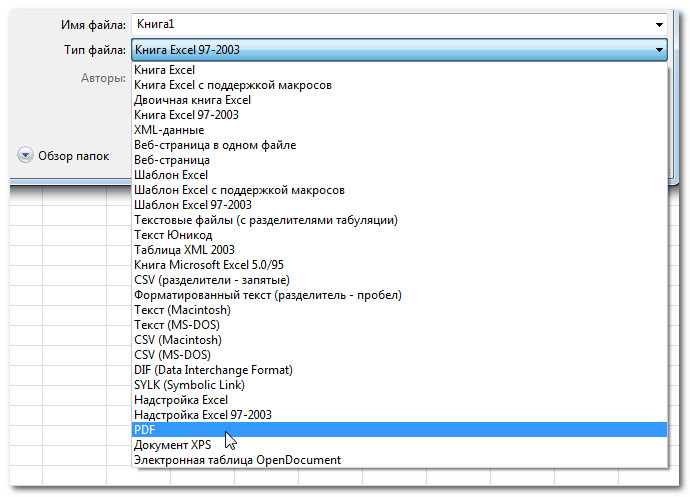 Имя файла: Книга1
Тип файла: Книга Excel 97-2003
Авторы:
Обзор папок
Книга Excel
Книга Excel с поддержкой макросов
Двоичная книга Excel
Книга Excel 97-2003
XML-данные
Веб-страница в одном файле
Веб-страница
Шаблон Excel
Шаблон Excel с поддержкой макросов
Шаблон Excel 97-2003
Текстовые файлы (с разделителями табуляции)
Текст Юникод
Таблица XML 2003
Книга Microsoft Excel 5.0/95
CSV (разделители - запятые)
Форматированный текст (разделитель - пробел)
Текст (Macintosh)
Текст (MS-DOS)
CSV (Macintosh)
CSV (MS-DOS)
DIF (Data Interchange Format)
SYLK (Symbolic Link)
Надстройка Excel
Надстройка Excel 97-2003
PDF
Документ XPS
Электронная таблица OpenDocument